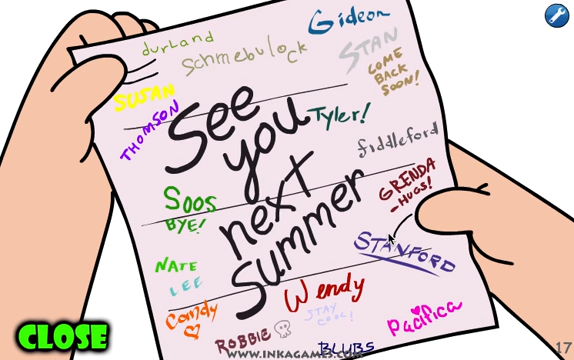 durland
Schmebulock
Gideon
STAN
COME
BACK
SOON!
SUSAN
THOMSON
See
you
next
summer
Tyler!
fiddleford
SOOS
BYE!
GRENDA
-HUGS!
STANFORD
NATE
LEE
Candy
Wendy
STAY
COOL!
ROBBIE
Pacifica
BLUBS
CLOSE
WWW.INKAGAMES.COM
17